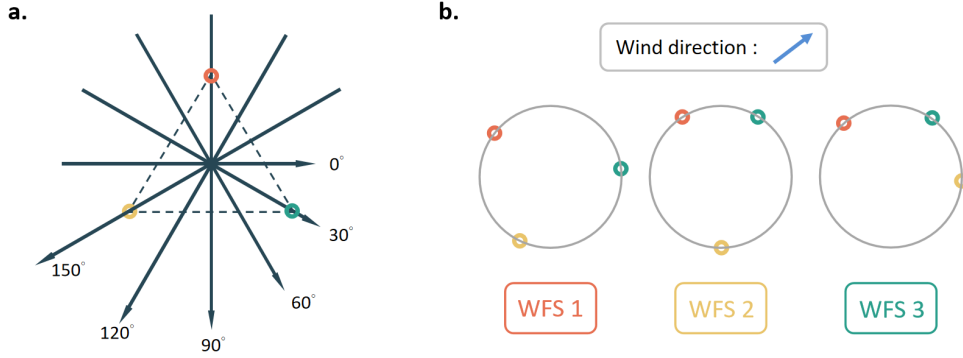 a.
0°
30°
60°
90°
120°
150°
b.
Wind direction :
WFS 1
WFS 2
WFS 3